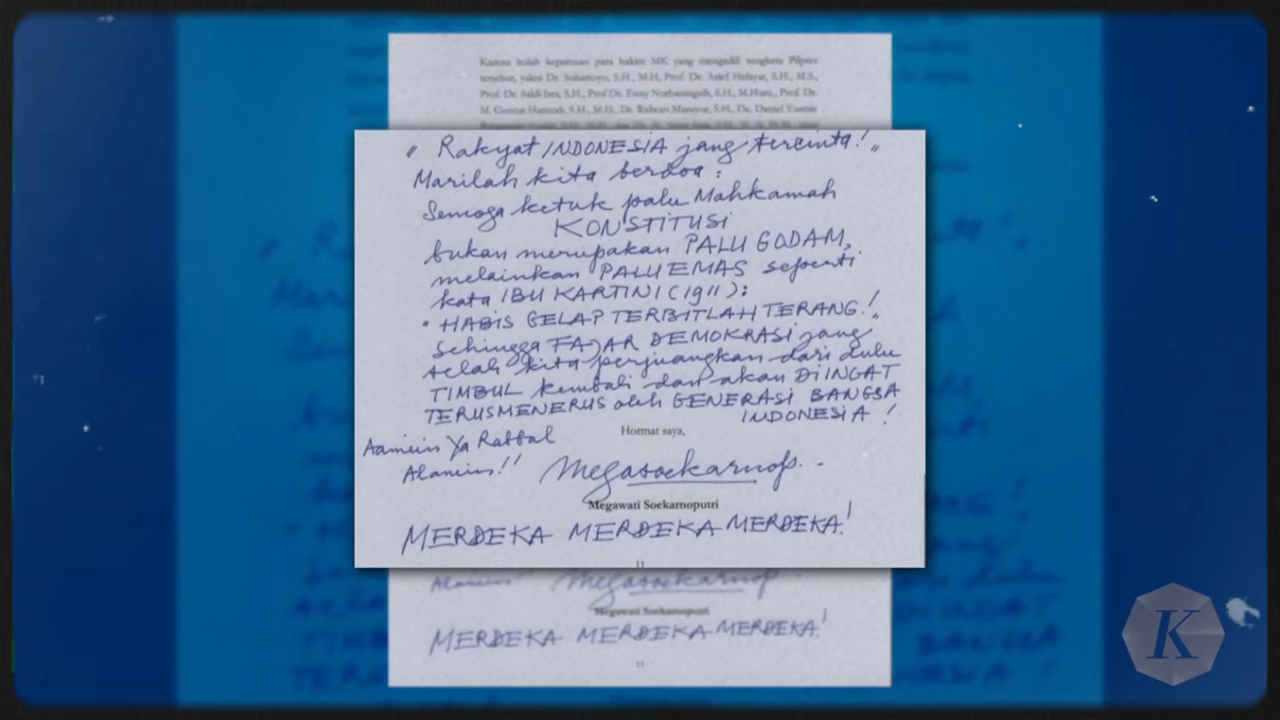 Karena itulah keputusan para hakim MK yang mengadili sengketa Pilpres
tersebut, yakni Dr. Suhartoyo, S.H., M.H, Prof. Dr. Arief Hidayat, S.H., M.S.,
Prof. Dr. Saldi Isra, S.H., Prof Dr. Enny Nurbaningsih, S.H., M.Hum., Prof. Dr.
M. Guntur Hamzah, S.H., M.H., Dr. Ridwan Mansyur, S.H., Dr. Daniel Yusmic
" Rakyat INDONESIA jang tercinta! "
Marilah kita berdoa :
Semoga ketuk palu Mahkamah
KONSTITUSI
bukan merupakan PALU GODAM,
melainkan PALU EMAS seperti
kata IBU KARTINI (1911) :
" HABIS GELAP TERBITLAH TERANG! "
Sehingga FAJAR DEMOKRASI jang
telah kita perjuangkan dari dulu
TIMBUL kembali dan akan DIINGAT
TERUSMENERUS oleh GENERASI BANGSA
INDONESIA !
Hormat saya,
Aamiin Ya Rabbal
Alamiin!!
Megawati Soekarnoputri
MERDEKA MERDEKA MERDEKA!
11
Megawati Soekarnoputri
MERDEKA MERDEKA MERDEKA!
11
K